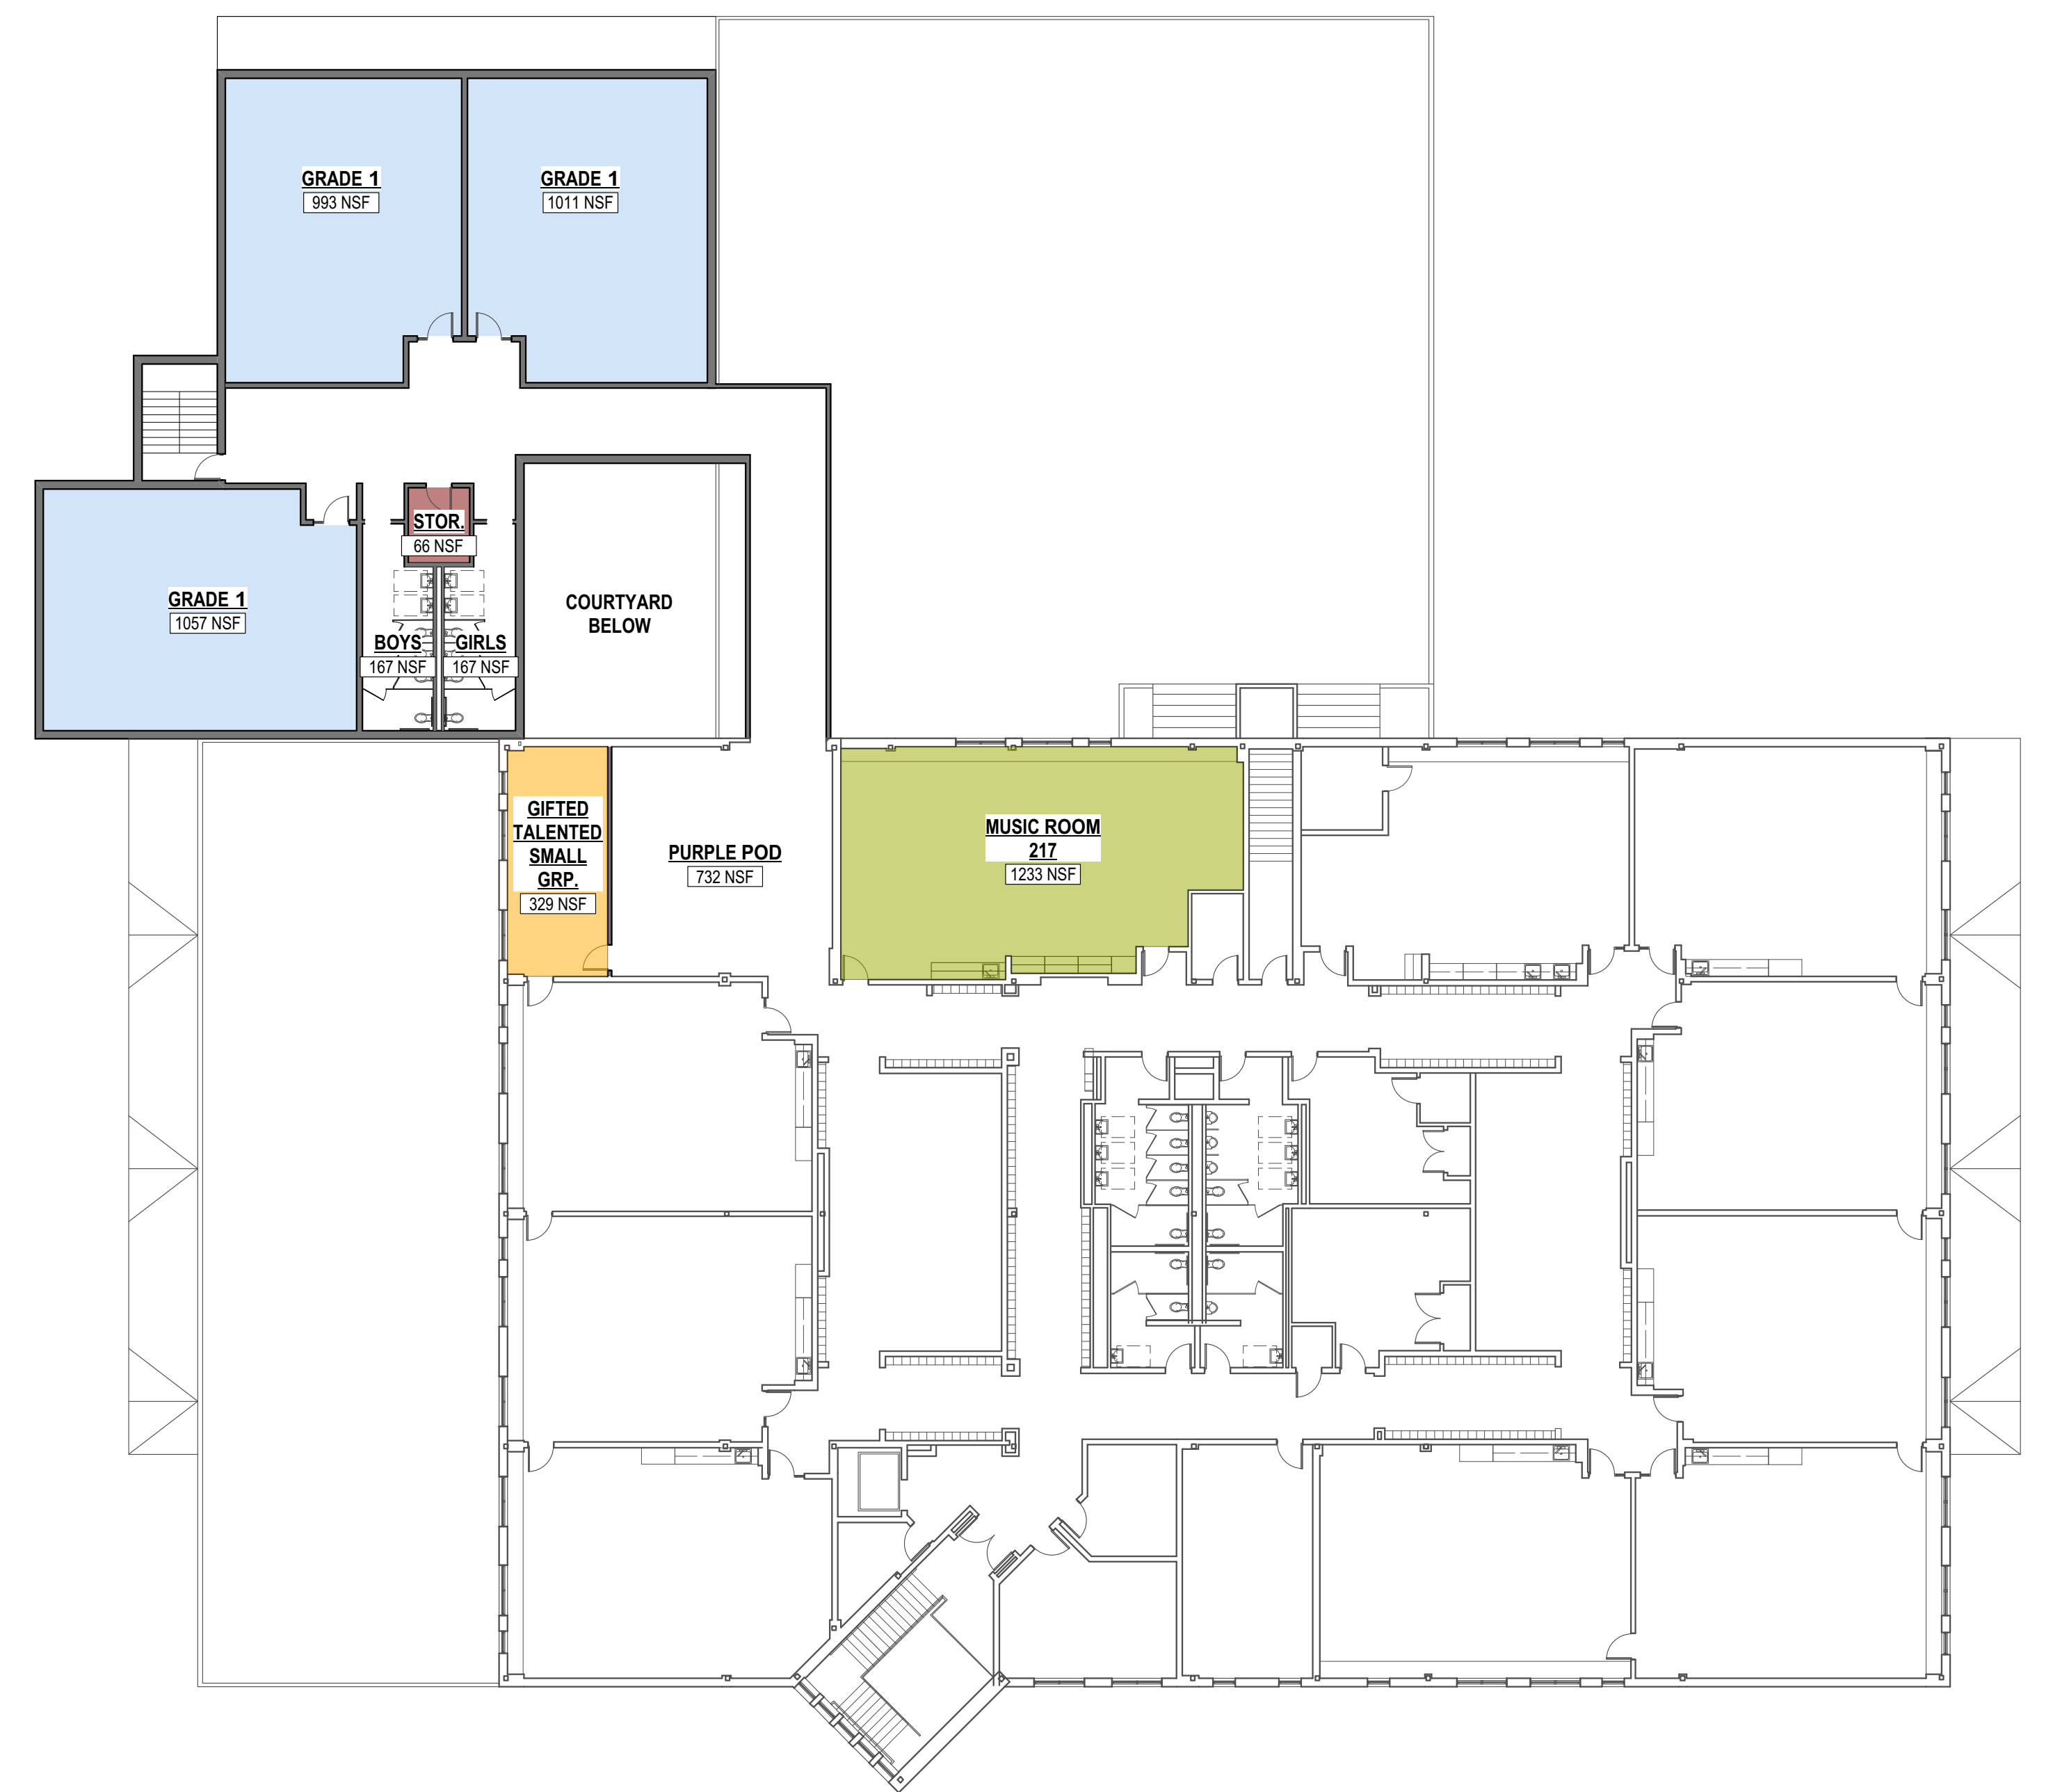 GRADE 1
993 NSF
GRADE 1
1011 NSF
STOR.
66 NSF
GRADE 1
1057 NSF
BOYS
167 NSF
GIRLS
167 NSF
COURTYARD
BELOW
GIFTED
TALENTED
SMALL
GRP.
329 NSF
PURPLE POD
732 NSF
MUSIC ROOM
217
1233 NSF